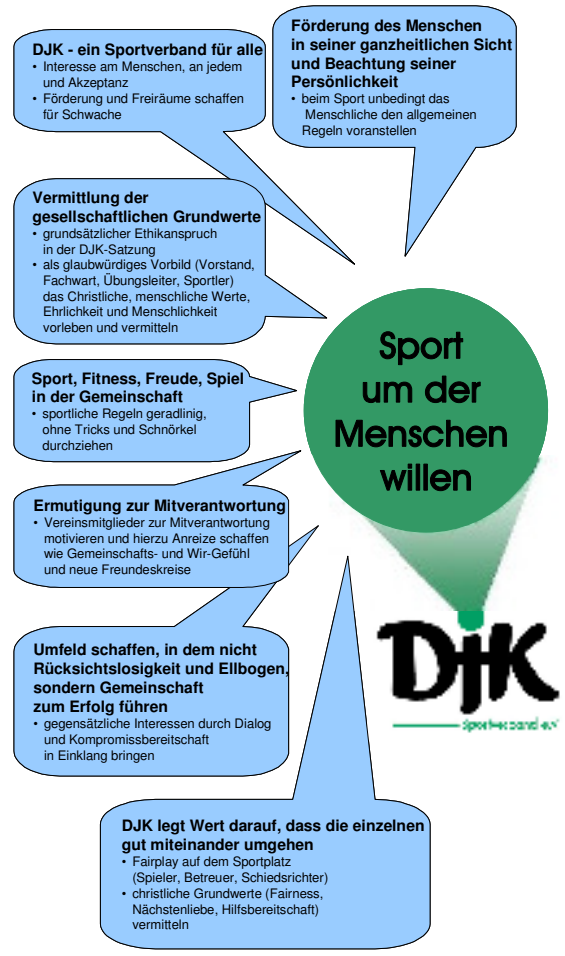 DJK - ein Sportverband für alle
• Interesse am Menschen, an jedem
und Akzeptanz
• Förderung und Freiräume schaffen
für Schwache
Förderung des Menschen
in seiner ganzheitlichen Sicht
und Beachtung seiner
Persönlichkeit
• beim Sport unbedingt das
Menschliche den allgemeinen
Regeln voranstellen
Vermittlung der
gesellschaftlichen Grundwerte
• grundsätzlicher Ethikanspruch
in der DJK-Satzung
• als glaubwürdiges Vorbild (Vorstand,
Fachwart, Übungsleiter, Sportler)
das Christliche, menschliche Werte,
Ehrlichkeit und Menschlichkeit
vorleben und vermitteln
Sport
um der
Menschen
willen
Sport, Fitness, Freude, Spiel
in der Gemeinschaft
• sportliche Regeln geradlinig,
ohne Tricks und Schnörkel
durchziehen
Ermutigung zur Mitverantwortung
• Vereinsmitglieder zur Mitverantwortung
motivieren und hierzu Anreize schaffen
wie Gemeinschafts- und Wir-Gefühl
und neue Freundeskreise
DJK
Sportverband e.V.
Umfeld schaffen, in dem nicht
Rücksichtslosigkeit und Ellbogen,
sondern Gemeinschaft
zum Erfolg führen
• gegensätzliche Interessen durch Dialog
und Kompromissbereitschaft
in Einklang bringen
DJK legt Wert darauf, dass die einzelnen
gut miteinander umgehen
• Fairplay auf dem Sportplatz
(Spieler, Betreuer, Schiedsrichter)
• christliche Grundwerte (Fairness,
Nächstenliebe, Hilfsbereitschaft)
vermitteln